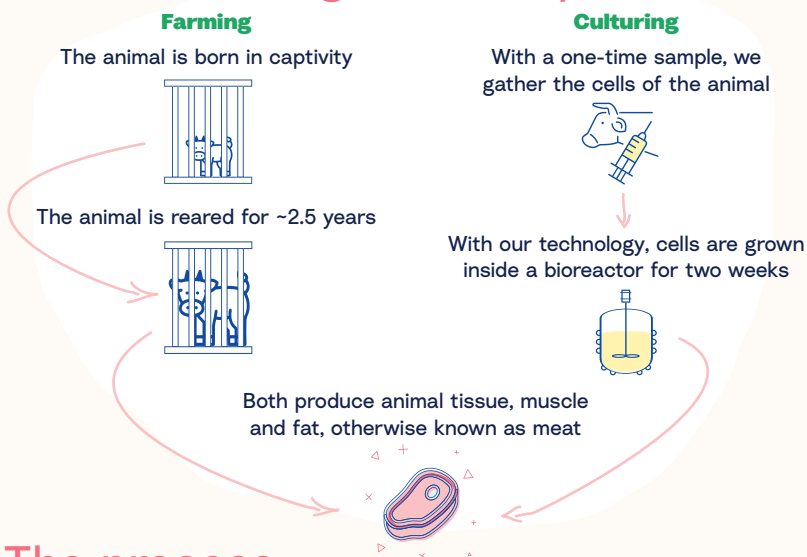 Farming
The animal is born in captivity
The animal is reared for ~2.5 years
Culturing
With a one-time sample, we
gather the cells of the animal
With our technology, cells are grown
inside a bioreactor for two weeks
Both produce animal tissue, muscle
and fat, otherwise known as meat
The process